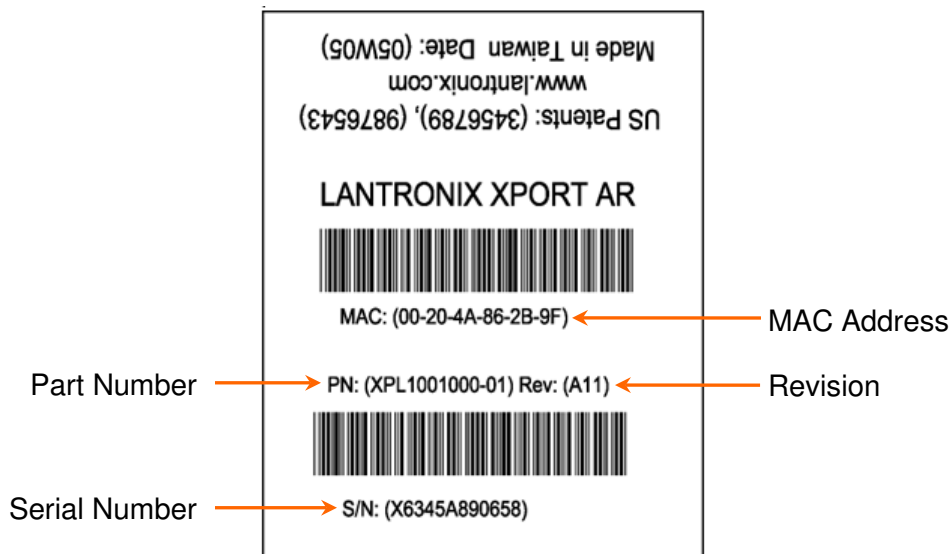 US Patents: (3456789), (9876543)
www.lantronix.com
Made in Taiwan Date: (05W05)
LANTRONIX XPORT AR
MAC: (00-20-4A-86-2B-9F)
MAC Address
Part Number
PN: (XPL1001000-01) Rev: (A11)
Revision
Serial Number
S/N: (X6345A890658)